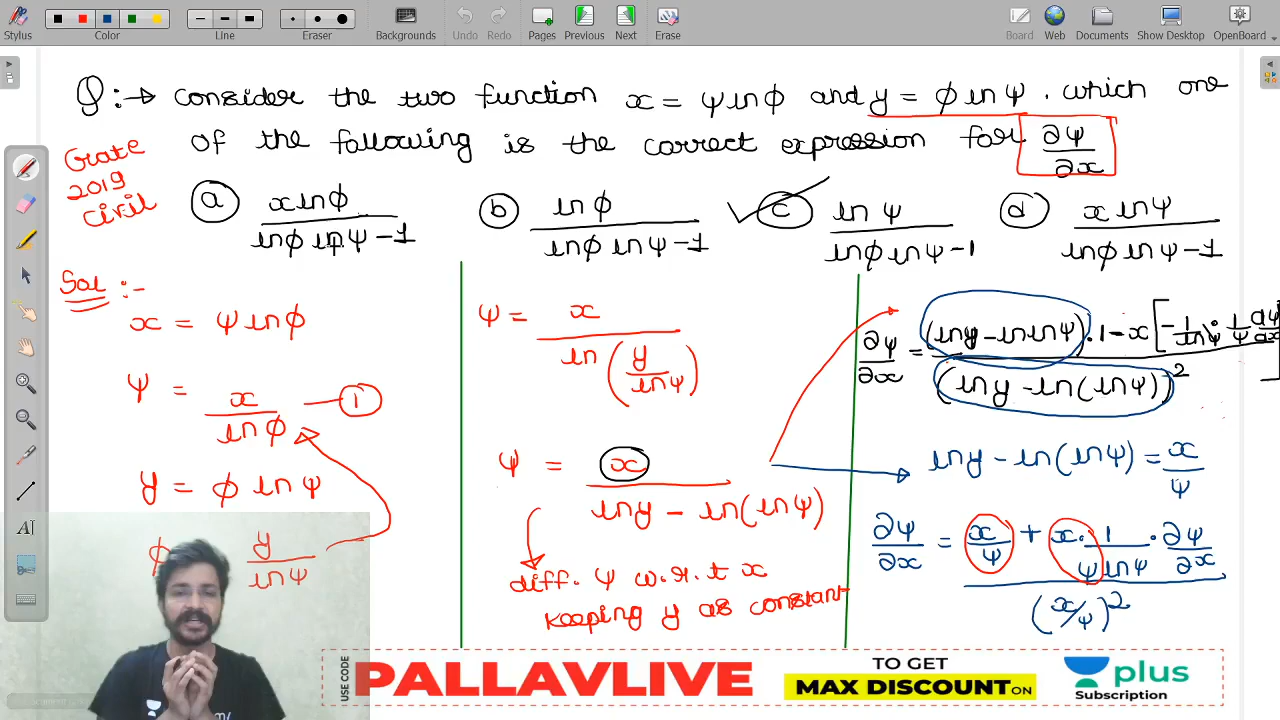 Stylus
Color
Line
Eraser
Backgrounds
Undo
Redo
Pages
Previous
Next
Erase
Board
Web
Documents
Show Desktop
OpenBoard
Q :→ consider the two function x = ψ ln ϕ and y = ϕ ln ψ . which one
of the following is the correct expression for ∂ψ/∂x
Gate
2019
civil
(a) x ln ϕ / (ln ϕ ln ψ − 1)
(b) ln ϕ / (ln ϕ ln ψ − 1)
(c) ln ψ / (ln ϕ ln ψ − 1)
(d) x ln ψ / (ln ϕ ln ψ − 1)
Sol :-
x = ψ ln ϕ
ψ = x / ln ϕ — (1)
y = ϕ ln ψ
ϕ y / ln ψ
ψ = x / ln (y / ln ψ)
ψ = x / (ln y − ln (ln ψ))
diff. ψ w.r.t x
keeping y as constant
∂ψ/∂x = ((ln y − ln ln ψ) . 1 − x [− 1/ln ψ · 1/ψ ∂ψ/∂x]) / (ln y − ln (ln ψ))²
ln y − ln (ln ψ) = x/ψ
∂ψ/∂x = (x/ψ + x · 1/(ψ ln ψ) · ∂ψ/∂x) / (x/ψ)²
USE CODE
PALLAVLIVE
TO GET
MAX DISCOUNT ON
plus
Subscription